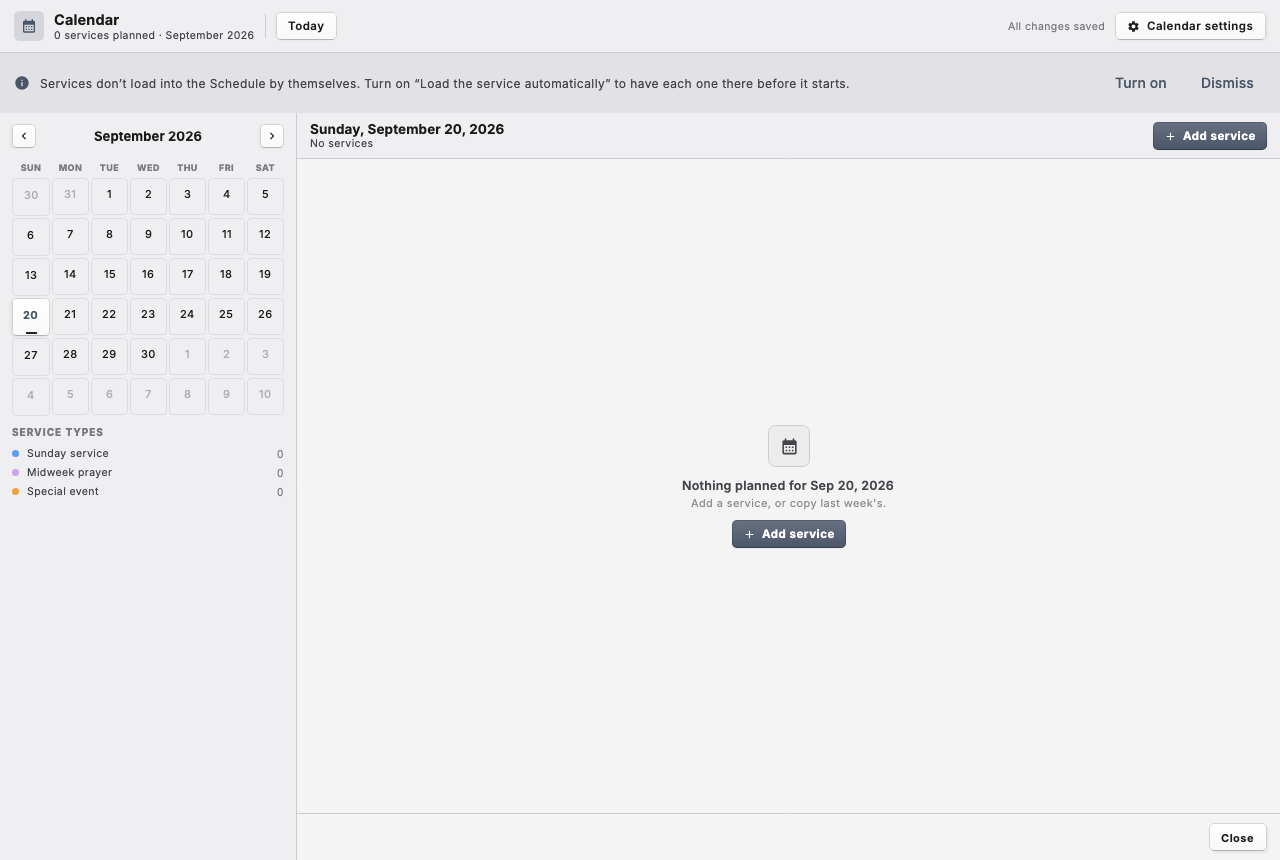 Calendar
0 services planned · September 2026
Today
All changes saved
Calendar settings
Services don’t load into the Schedule by themselves. Turn on “Load the service automatically” to have each one there before it starts.
Turn on
Dismiss
September 2026
SUN MON TUE WED THU FRI SAT
30 31 1 2 3 4 5
6 7 8 9 10 11 12
13 14 15 16 17 18 19
20 21 22 23 24 25 26
27 28 29 30 1 2 3
4 5 6 7 8 9 10
SERVICE TYPES
Sunday service 0
Midweek prayer 0
Special event 0
Sunday, September 20, 2026
No services
Add service
Nothing planned for Sep 20, 2026
Add a service, or copy last week's.
Add service
Close